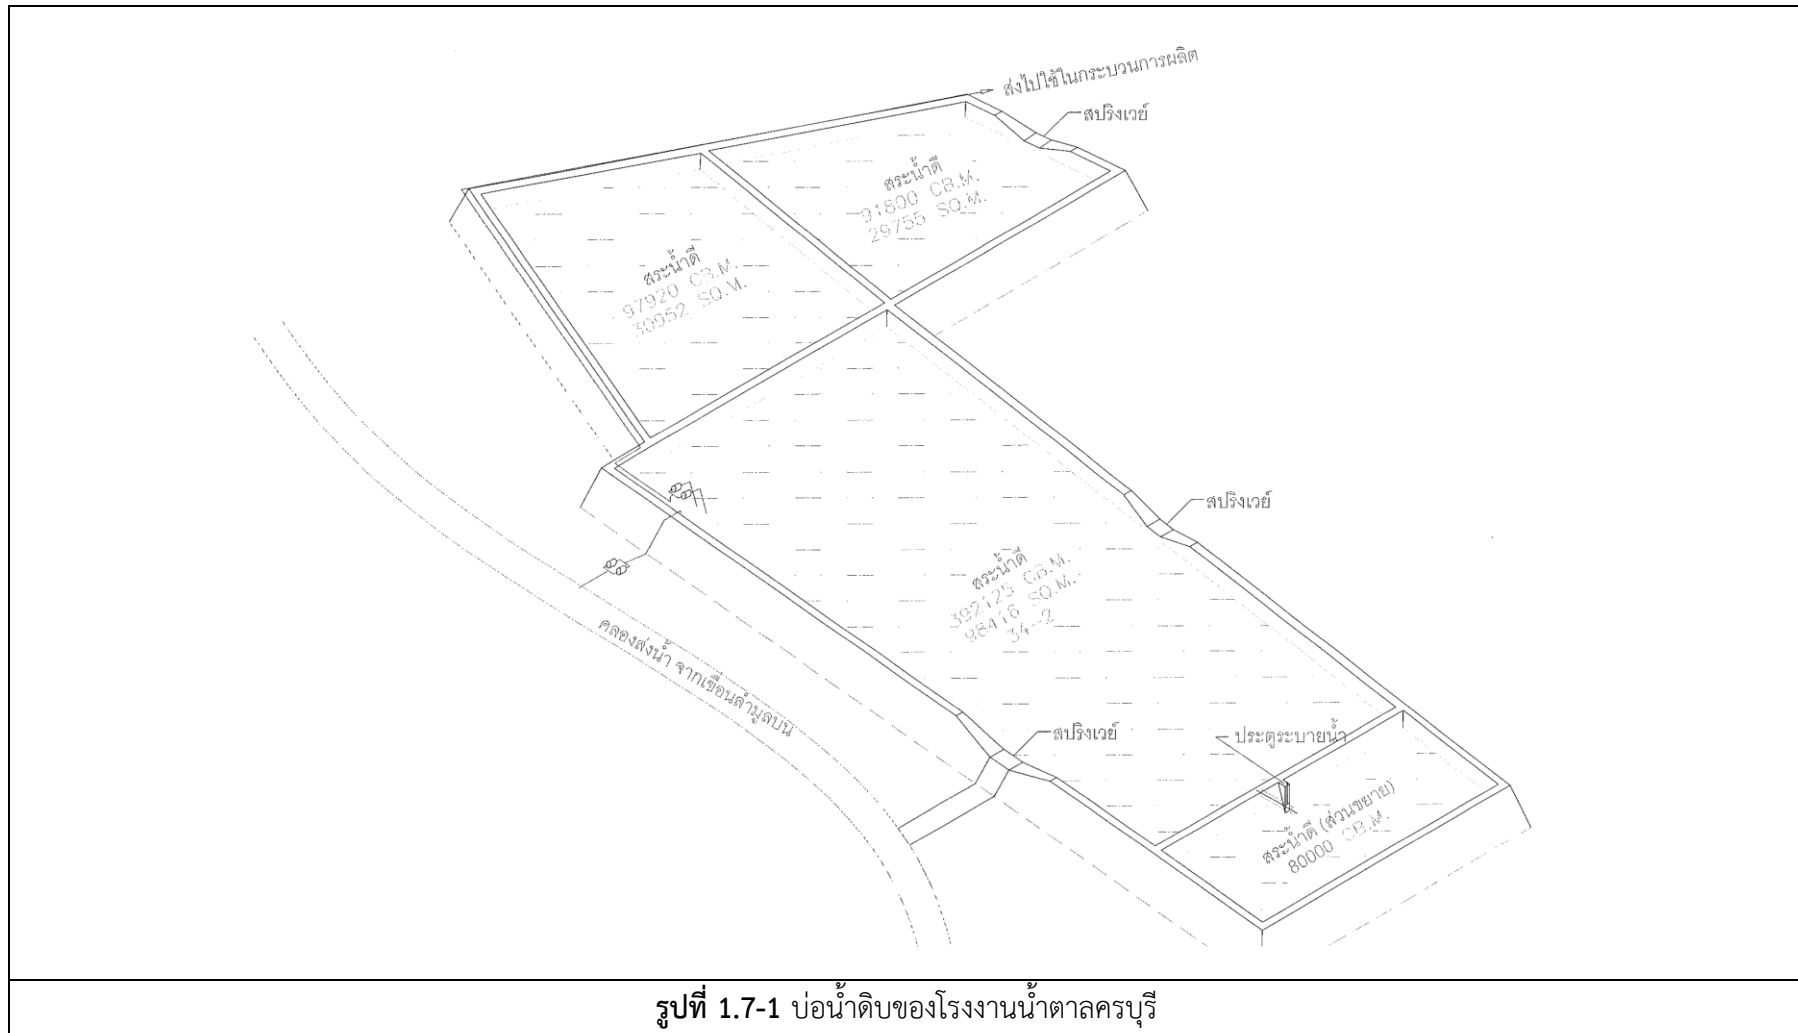 ส่งไปใช้ในกระบวนการผลิต
สปริงเวย์
สระน้ำดี
91800 CB.M.
29755 SQ.M.
สระน้ำดี
97920 CB.M.
30952 SQ.M.
สปริงเวย์
สระน้ำดี
392125 CB.M.
98416 SQ.M.
34-2
คลองส่งน้ำ จากเขื่อนลำมูลบน
สปริงเวย์
ประตูระบายน้ำ
สระน้ำดี (ส่วนขยาย)
80000 CB.M.
รูปที่ 1.7-1 บ่อน้ำดิบของโรงงานน้ำตาลครบุรี